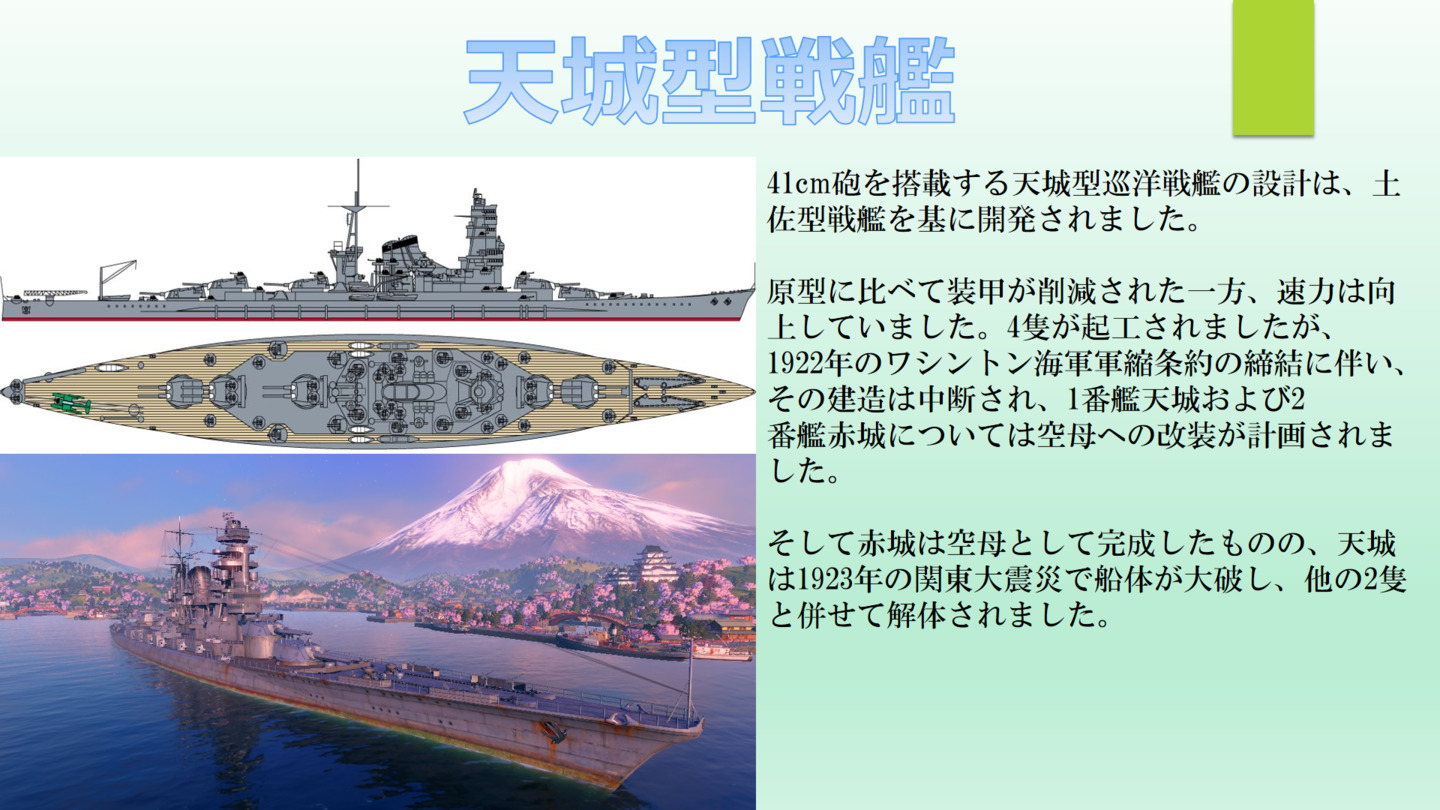 天城型戦艦
41cm砲を搭載する天城型巡洋戦艦の設計は、土
佐型戦艦を基に開発されました。
原型に比べて装甲が削減された一方、速力は向
上していました。4隻が起工されましたが、
1922年のワシントン海軍軍縮条約の締結に伴い、
その建造は中断され、1番艦天城および2
番艦赤城については空母への改装が計画されま
した。
そして赤城は空母として完成したものの、天城
は1923年の関東大震災で船体が大破し、他の2隻
と併せて解体されました。